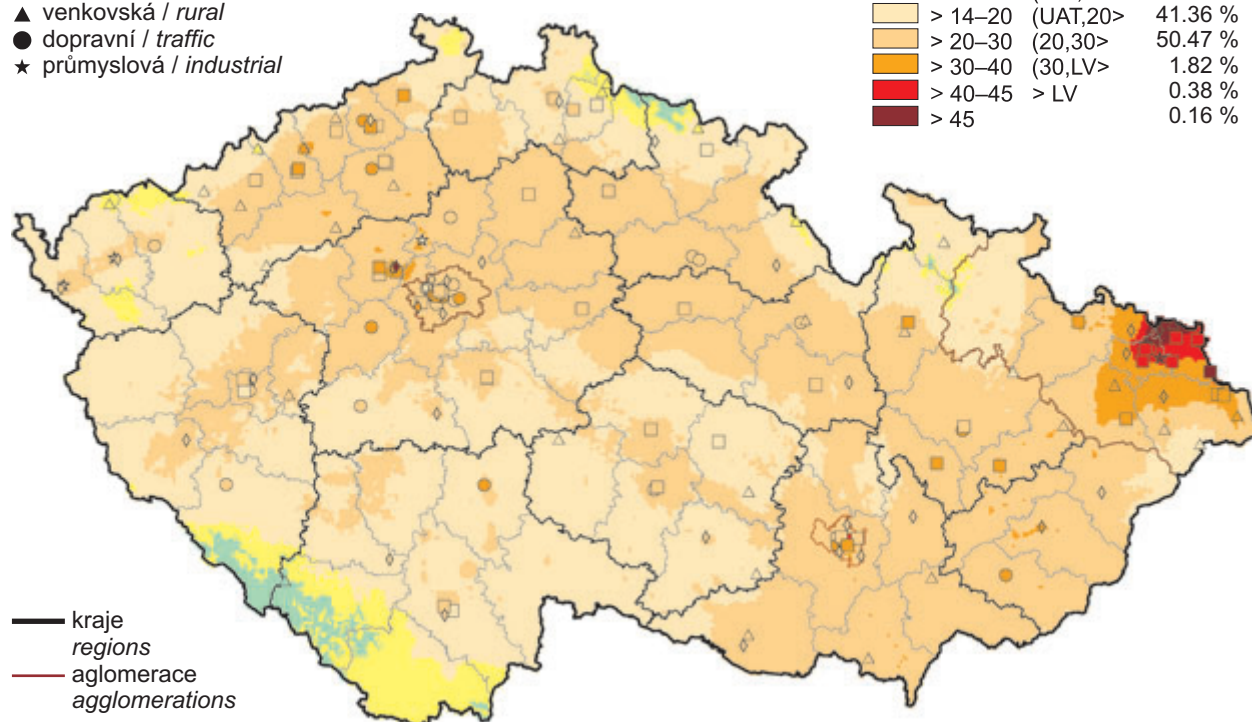 venkovská / rural
dopravní / traffic
průmyslová / industrial
> 14–20 (UAT,20> 41.36 %
> 20–30 (20,30> 50.47 %
> 30–40 (30,LV> 1.82 %
> 40–45 > LV 0.38 %
> 45 0.16 %
kraje
regions
aglomerace
agglomerations